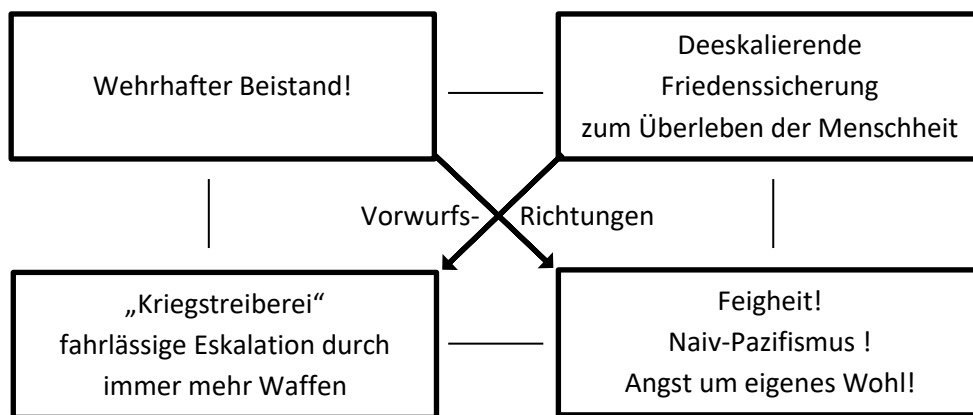 Wehrhafter Beistand!
Deeskalierende
Friedenssicherung
zum Überleben der Menschheit
Vorwurfs- Richtungen
„Kriegstreiberei“
fahrlässige Eskalation durch
immer mehr Waffen
Feigheit!
Naiv-Pazifismus !
Angst um eigenes Wohl!